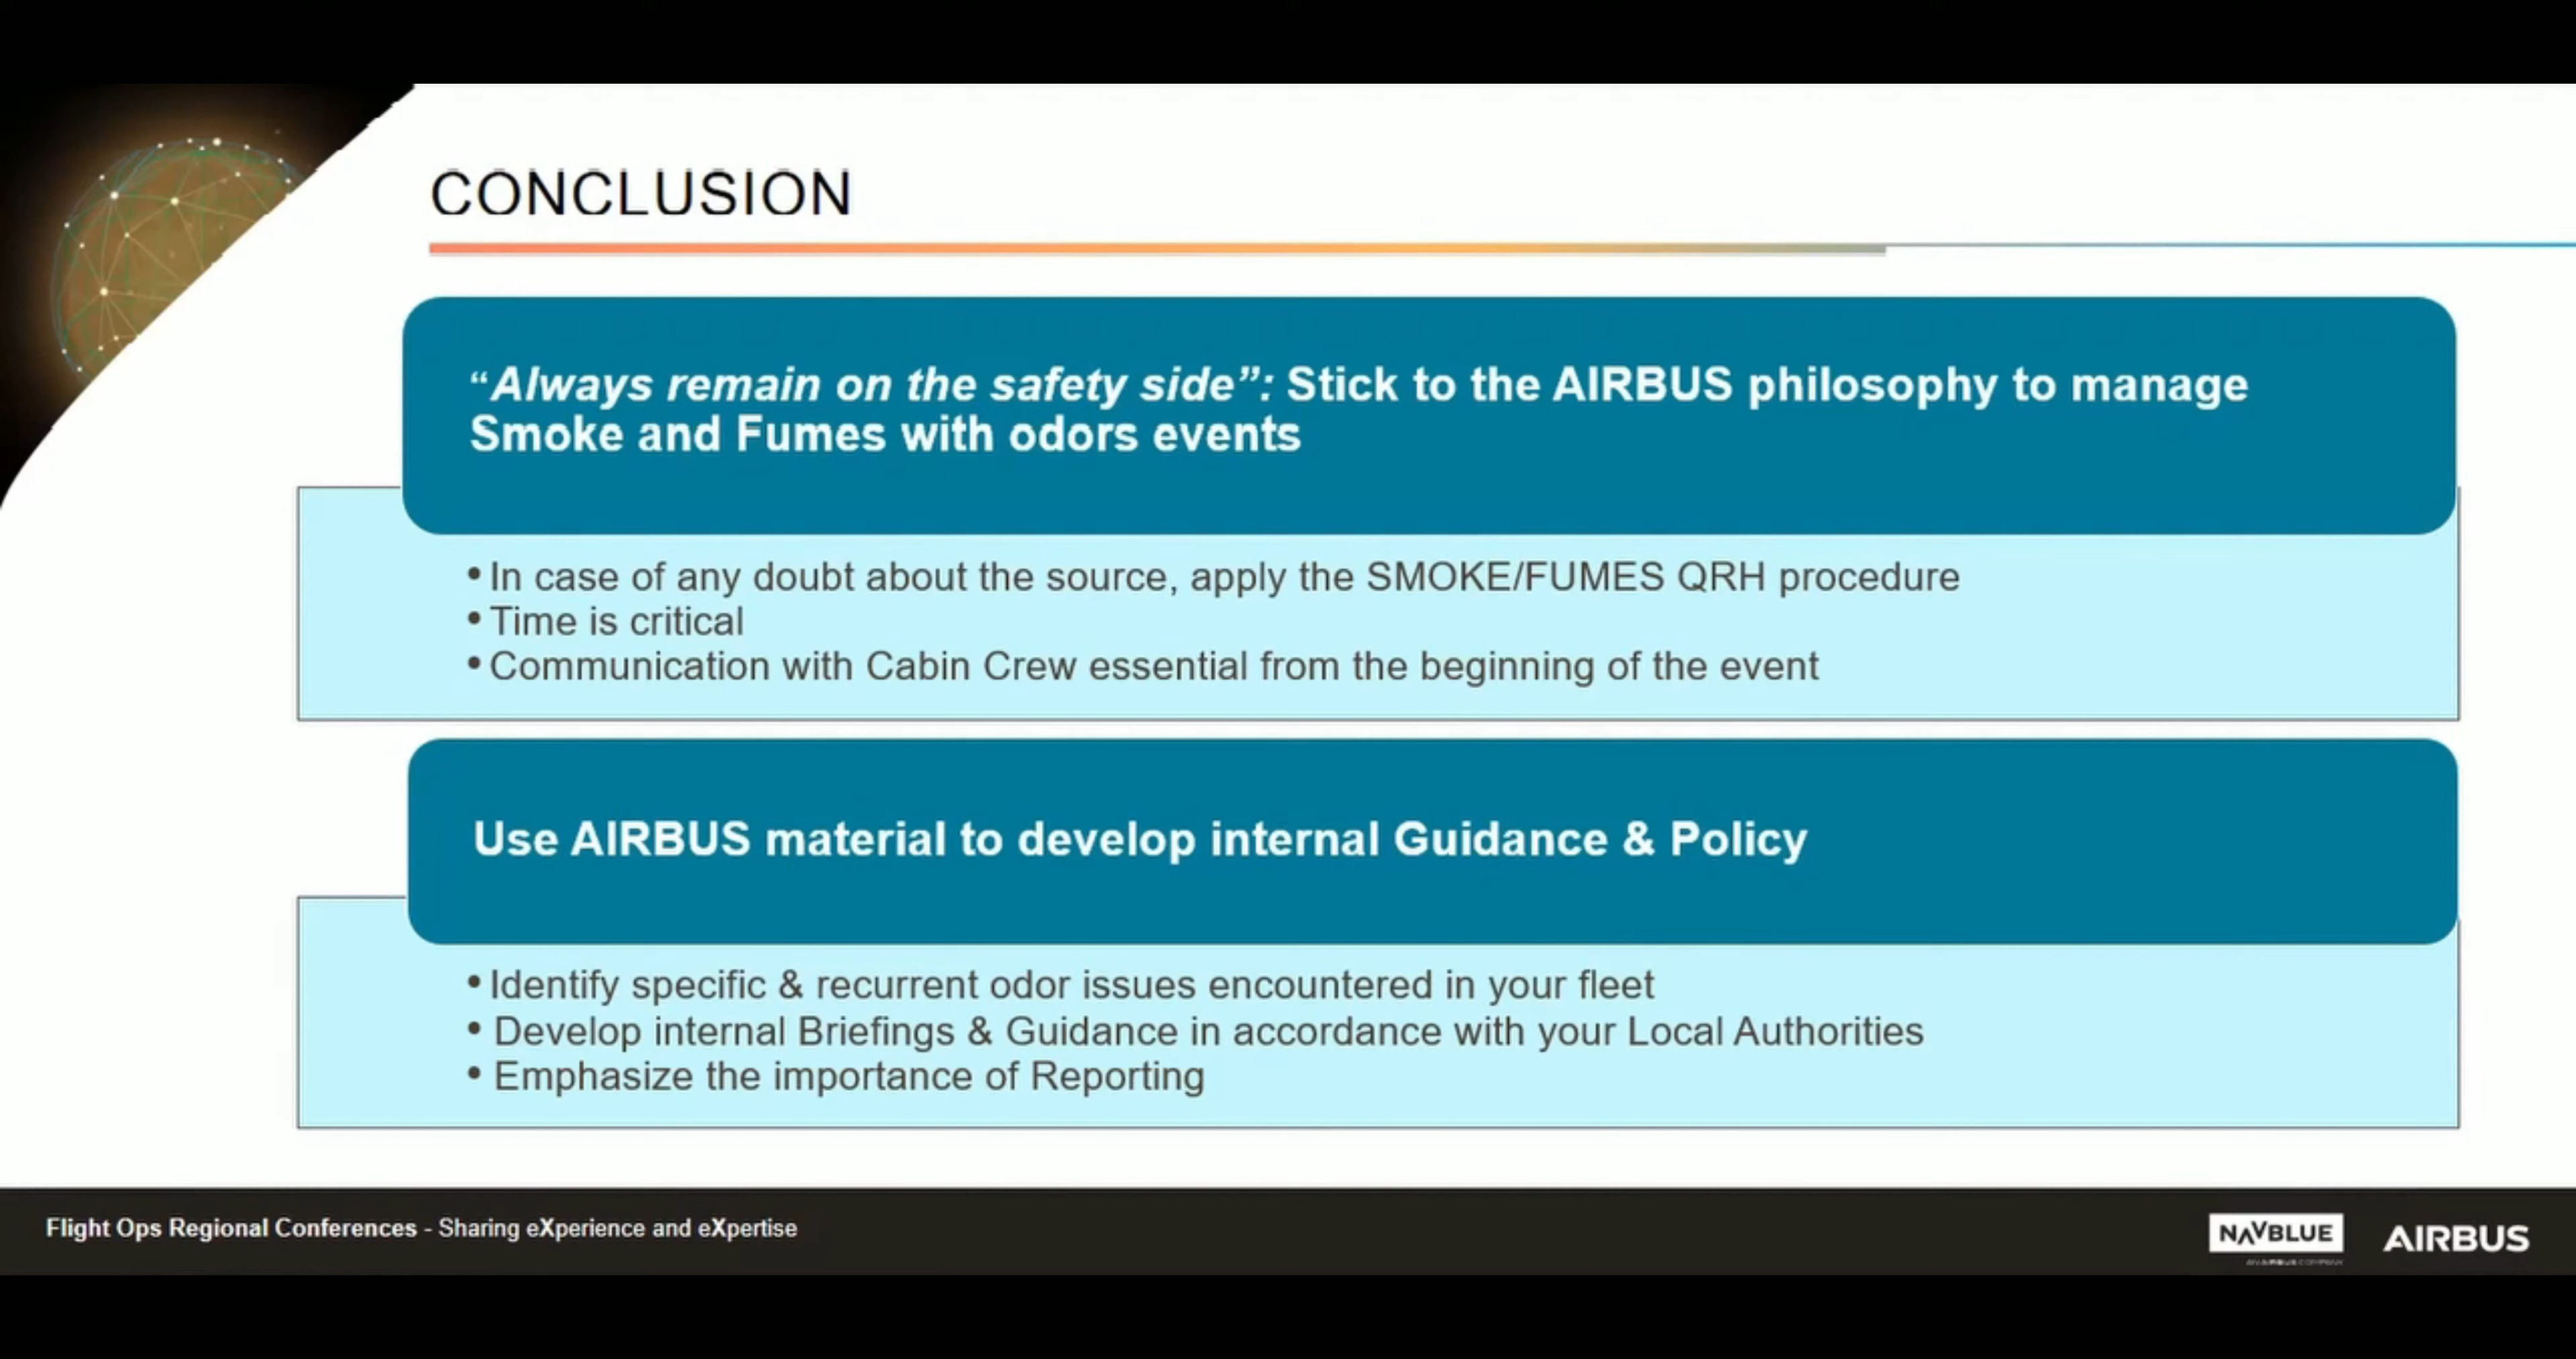 CONCLUSION
“Always remain on the safety side”: Stick to the AIRBUS philosophy to manage
Smoke and Fumes with odors events
• In case of any doubt about the source, apply the SMOKE/FUMES QRH procedure
• Time is critical
• Communication with Cabin Crew essential from the beginning of the event
Use AIRBUS material to develop internal Guidance & Policy
• Identify specific & recurrent odor issues encountered in your fleet
• Develop internal Briefings & Guidance in accordance with your Local Authorities
• Emphasize the importance of Reporting
Flight Ops Regional Conferences - Sharing eXperience and eXpertise
NAVBLUE AIRBUS
AN AIRBUS COMPANY